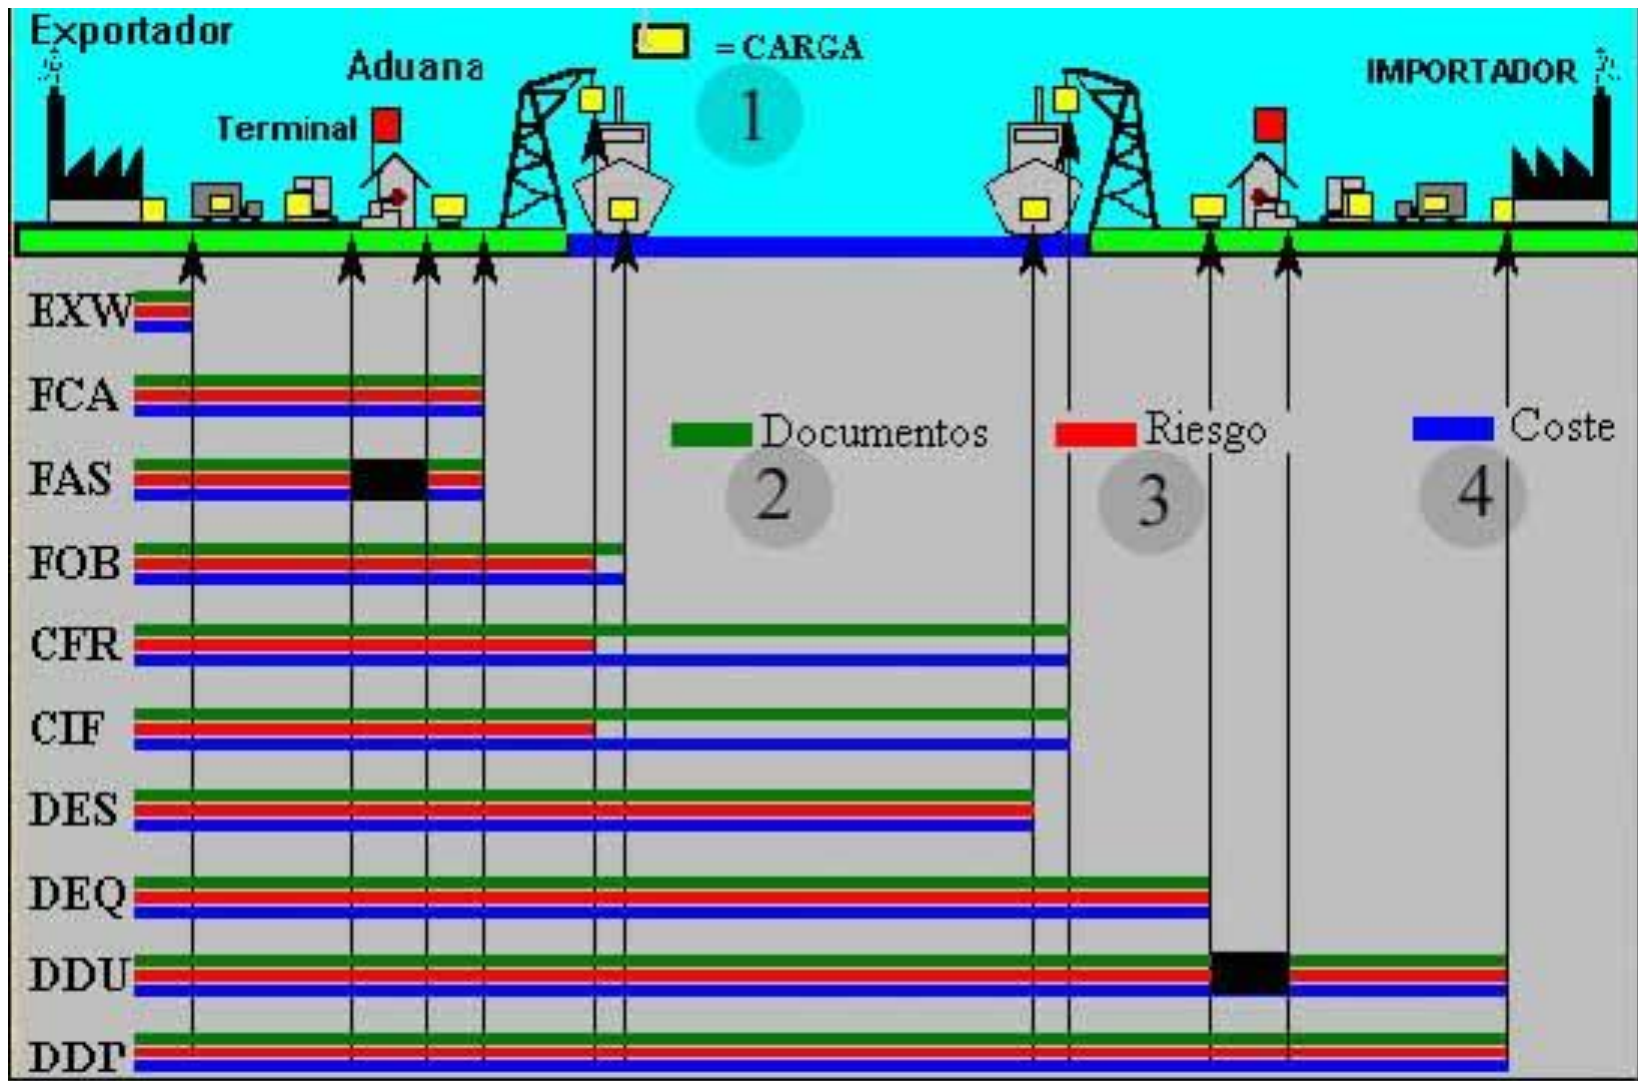 Exportador
= CARGA
Aduana
IMPORTADOR
Terminal
1
EXW
FCA
Documentos
Riesgo
Coste
FAS
2
3
4
FOB
CFR
CIF
DES
DEQ
DDU
DDP